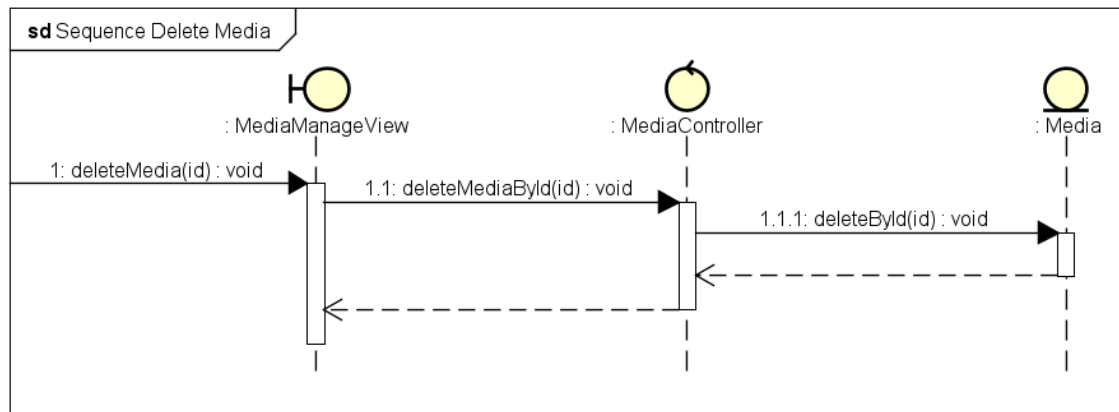 sd Sequence Delete Media
: MediaManageView
: MediaController
: Media
1: deleteMedia(id) : void
1.1: deleteMediaById(id) : void
1.1.1: deleteById(id) : void